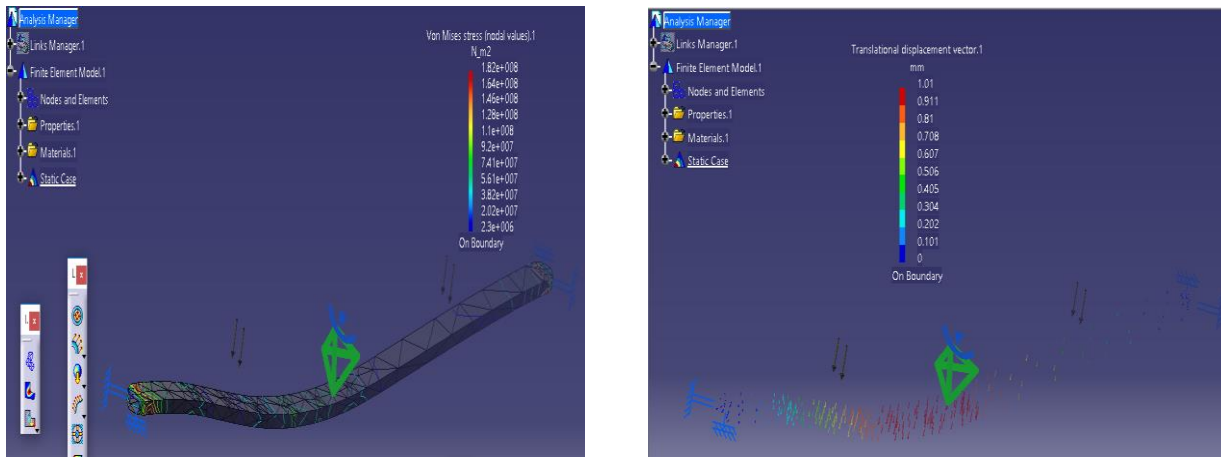 Analysis Manager
Links Manager.1
Finite Element Model.1
Nodes and Elements
Properties.1
Materials.1
Static Case
Von Mises stress (nodal values).1
N_m2
1.82e+008
1.64e+008
1.46e+008
1.28e+008
1.1e+008
9.2e+007
7.41e+007
5.61e+007
3.82e+007
2.02e+007
2.3e+006
On Boundary
L x
L x
Analysis Manager
Links Manager.1
Finite Element Model.1
Nodes and Elements
Properties.1
Materials.1
Static Case
Translational displacement vector.1
mm
1.01
0.911
0.81
0.708
0.607
0.506
0.405
0.304
0.202
0.101
0
On Boundary